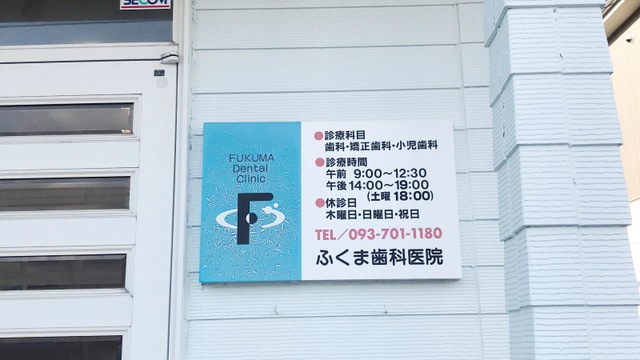 SECOM
FUKUMA
Dental
Clinic
F
●診療科目
歯科・矯正歯科・小児歯科
●診療時間
午前 9:00〜12:30
午後 14:00〜19:00
(土曜 18:00)
●休診日
木曜日・日曜日・祝日
TEL／093-701-1180
ふくま歯科医院